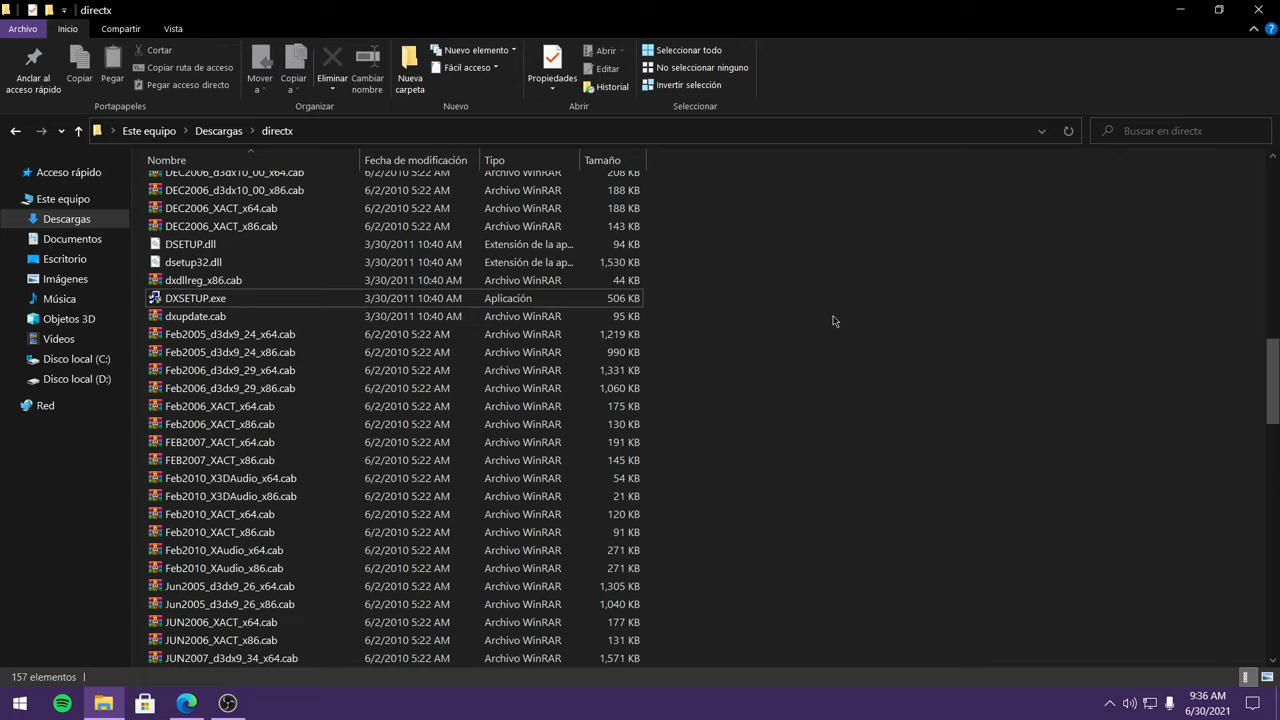 directx
Archivo Inicio Compartir Vista
Anclar al acceso rápido
Copiar
Pegar
Cortar
Copiar ruta de acceso
Pegar acceso directo
Portapapeles
Mover a
Copiar a
Eliminar
Cambiar nombre
Organizar
Nueva carpeta
Nuevo elemento
Fácil acceso
Nuevo
Propiedades
Abrir
Editar
Historial
Abrir
Seleccionar todo
No seleccionar ninguno
Invertir selección
Seleccionar
Este equipo Descargas directx
Buscar en directx
Acceso rápido
Este equipo
Descargas
Documentos
Escritorio
Imágenes
Música
Objetos 3D
Videos
Disco local (C:)
Disco local (D:)
Red
Nombre Fecha de modificación Tipo Tamaño
DEC2006_d3dx10_00_x64.cab 6/2/2010 5:22 AM Archivo WinRAR 208 KB
DEC2006_d3dx10_00_x86.cab 6/2/2010 5:22 AM Archivo WinRAR 188 KB
DEC2006_XACT_x64.cab 6/2/2010 5:22 AM Archivo WinRAR 188 KB
DEC2006_XACT_x86.cab 6/2/2010 5:22 AM Archivo WinRAR 143 KB
DSETUP.dll 3/30/2011 10:40 AM Extensión de la ap... 94 KB
dsetup32.dll 3/30/2011 10:40 AM Extensión de la ap... 1,530 KB
dxdllreg_x86.cab 3/30/2011 10:40 AM Archivo WinRAR 44 KB
DXSETUP.exe 3/30/2011 10:40 AM Aplicación 506 KB
dxupdate.cab 3/30/2011 10:40 AM Archivo WinRAR 95 KB
Feb2005_d3dx9_24_x64.cab 6/2/2010 5:22 AM Archivo WinRAR 1,219 KB
Feb2005_d3dx9_24_x86.cab 6/2/2010 5:22 AM Archivo WinRAR 990 KB
Feb2006_d3dx9_29_x64.cab 6/2/2010 5:22 AM Archivo WinRAR 1,331 KB
Feb2006_d3dx9_29_x86.cab 6/2/2010 5:22 AM Archivo WinRAR 1,060 KB
Feb2006_XACT_x64.cab 6/2/2010 5:22 AM Archivo WinRAR 175 KB
Feb2006_XACT_x86.cab 6/2/2010 5:22 AM Archivo WinRAR 130 KB
FEB2007_XACT_x64.cab 6/2/2010 5:22 AM Archivo WinRAR 191 KB
FEB2007_XACT_x86.cab 6/2/2010 5:22 AM Archivo WinRAR 145 KB
Feb2010_X3DAudio_x64.cab 6/2/2010 5:22 AM Archivo WinRAR 54 KB
Feb2010_X3DAudio_x86.cab 6/2/2010 5:22 AM Archivo WinRAR 21 KB
Feb2010_XACT_x64.cab 6/2/2010 5:22 AM Archivo WinRAR 120 KB
Feb2010_XACT_x86.cab 6/2/2010 5:22 AM Archivo WinRAR 91 KB
Feb2010_XAudio_x64.cab 6/2/2010 5:22 AM Archivo WinRAR 271 KB
Feb2010_XAudio_x86.cab 6/2/2010 5:22 AM Archivo WinRAR 271 KB
Jun2005_d3dx9_26_x64.cab 6/2/2010 5:22 AM Archivo WinRAR 1,305 KB
Jun2005_d3dx9_26_x86.cab 6/2/2010 5:22 AM Archivo WinRAR 1,040 KB
JUN2006_XACT_x64.cab 6/2/2010 5:22 AM Archivo WinRAR 177 KB
JUN2006_XACT_x86.cab 6/2/2010 5:22 AM Archivo WinRAR 131 KB
JUN2007_d3dx9_34_x64.cab 6/2/2010 5:22 AM Archivo WinRAR 1,571 KB
157 elementos
9:36 AM
6/30/2021